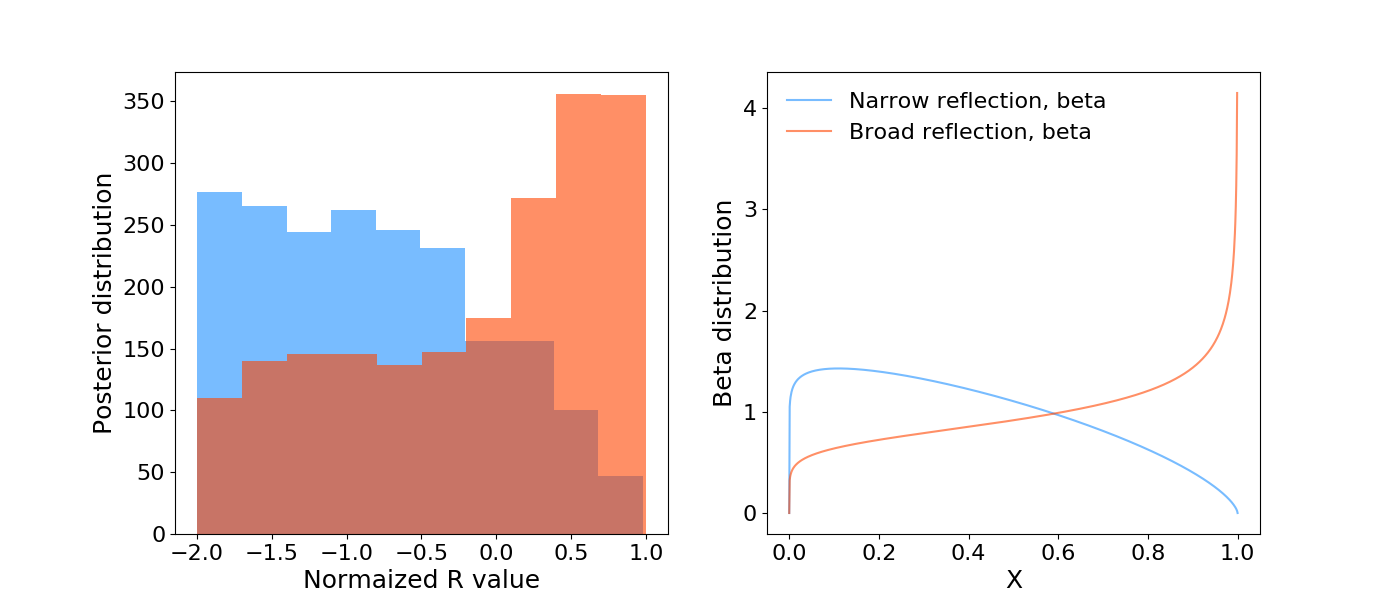 Posterior distribution
350
300
250
200
150
100
50
0
−2.0 −1.5 −1.0 −0.5 0.0 0.5 1.0
Normaized R value
Beta distribution
4
3
2
1
0
Narrow reflection, beta
Broad reflection, beta
0.0 0.2 0.4 0.6 0.8 1.0
X